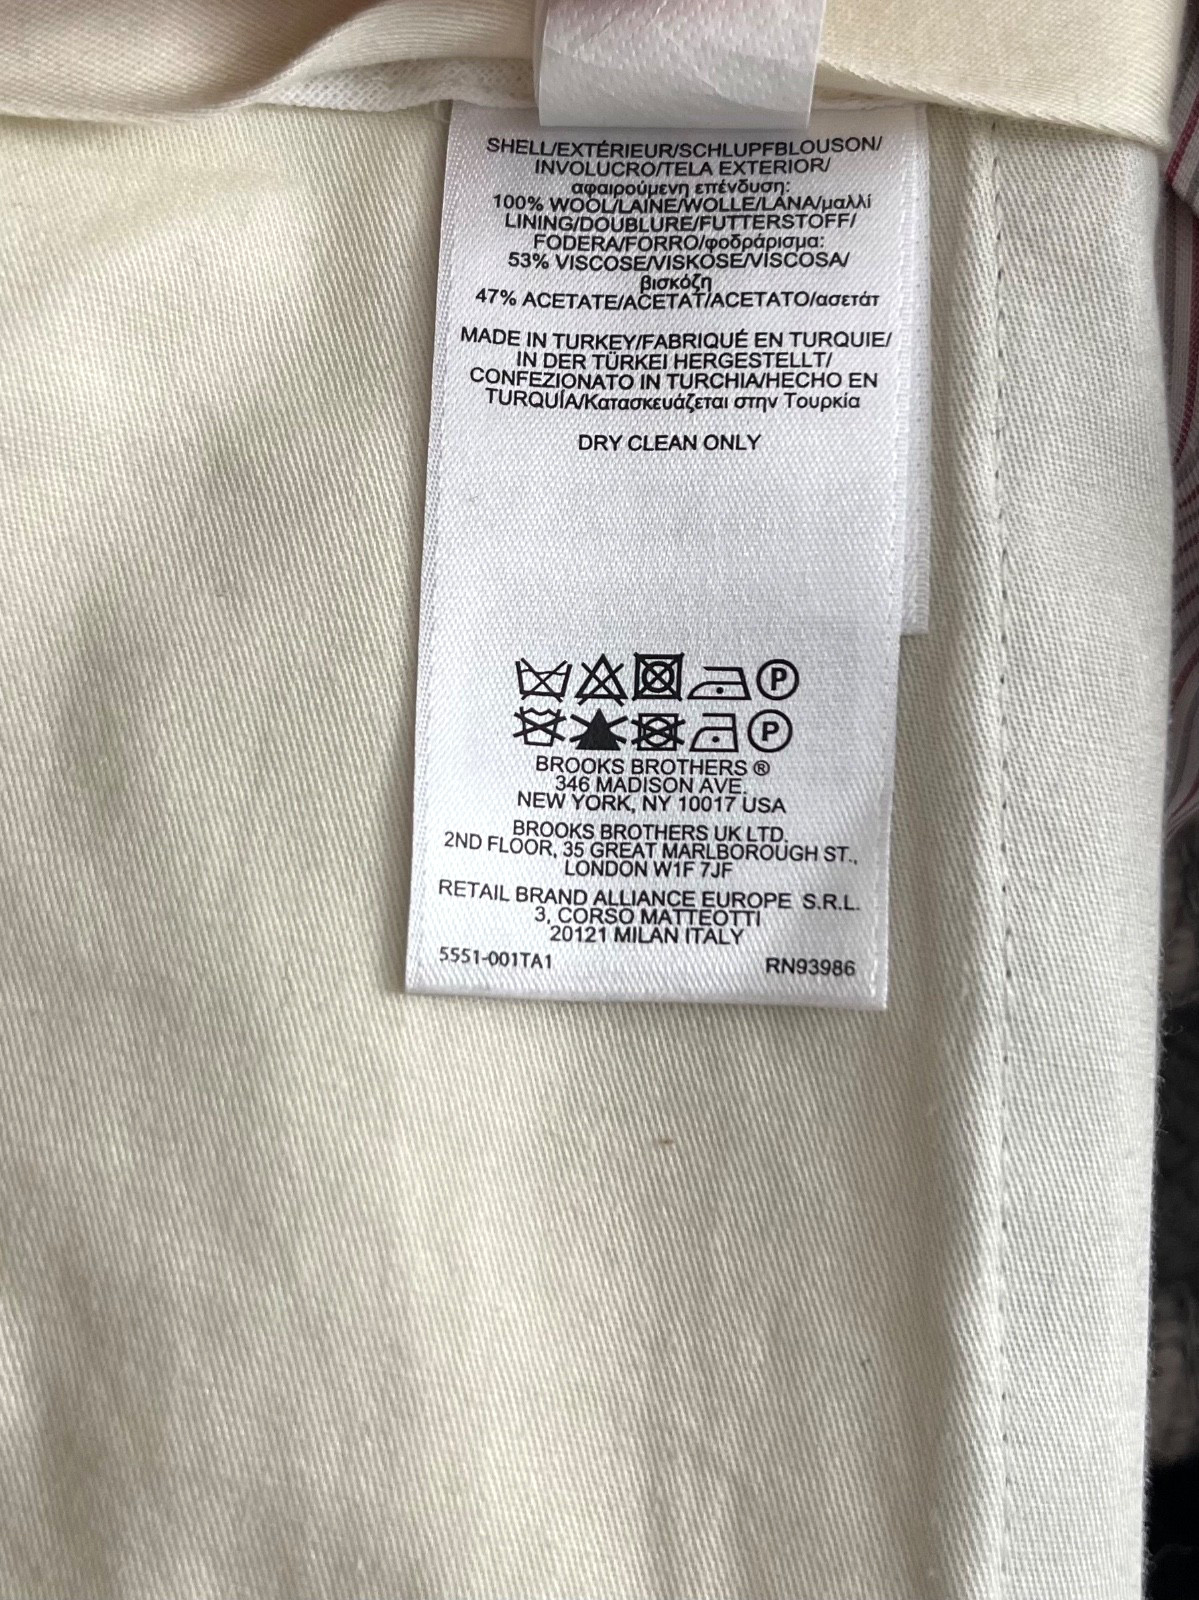 SHELL/EXTÉRIEUR/SCHLUPFBLOUSON/
INVOLUCRO/TELA EXTERIOR/
αφαιρούμενη επένδυση:
100% WOOL/LAINE/WOLLE/LANA/μαλλί
LINING/DOUBLURE/FUTTERSTOFF/
FODERA/FORRO/φοδράρισμα:
53% VISCOSE/VISKOSE/VISCOSA/
βισκόζη
47% ACETATE/ACETAT/ACETATO/ασετάτ
MADE IN TURKEY/FABRIQUÉ EN TURQUIE/
IN DER TÜRKEI HERGESTELLT/
CONFEZIONATO IN TURCHIA/HECHO EN
TURQUÍA/Κατασκευάζεται στην Τουρκία
DRY CLEAN ONLY
P
P
BROOKS BROTHERS ®
346 MADISON AVE.
NEW YORK, NY 10017 USA
BROOKS BROTHERS UK LTD.
2ND FLOOR, 35 GREAT MARLBOROUGH ST.,
LONDON W1F 7JF
RETAIL BRAND ALLIANCE EUROPE S.R.L.
3, CORSO MATTEOTTI
20121 MILAN ITALY
5551-001TA1 RN93986